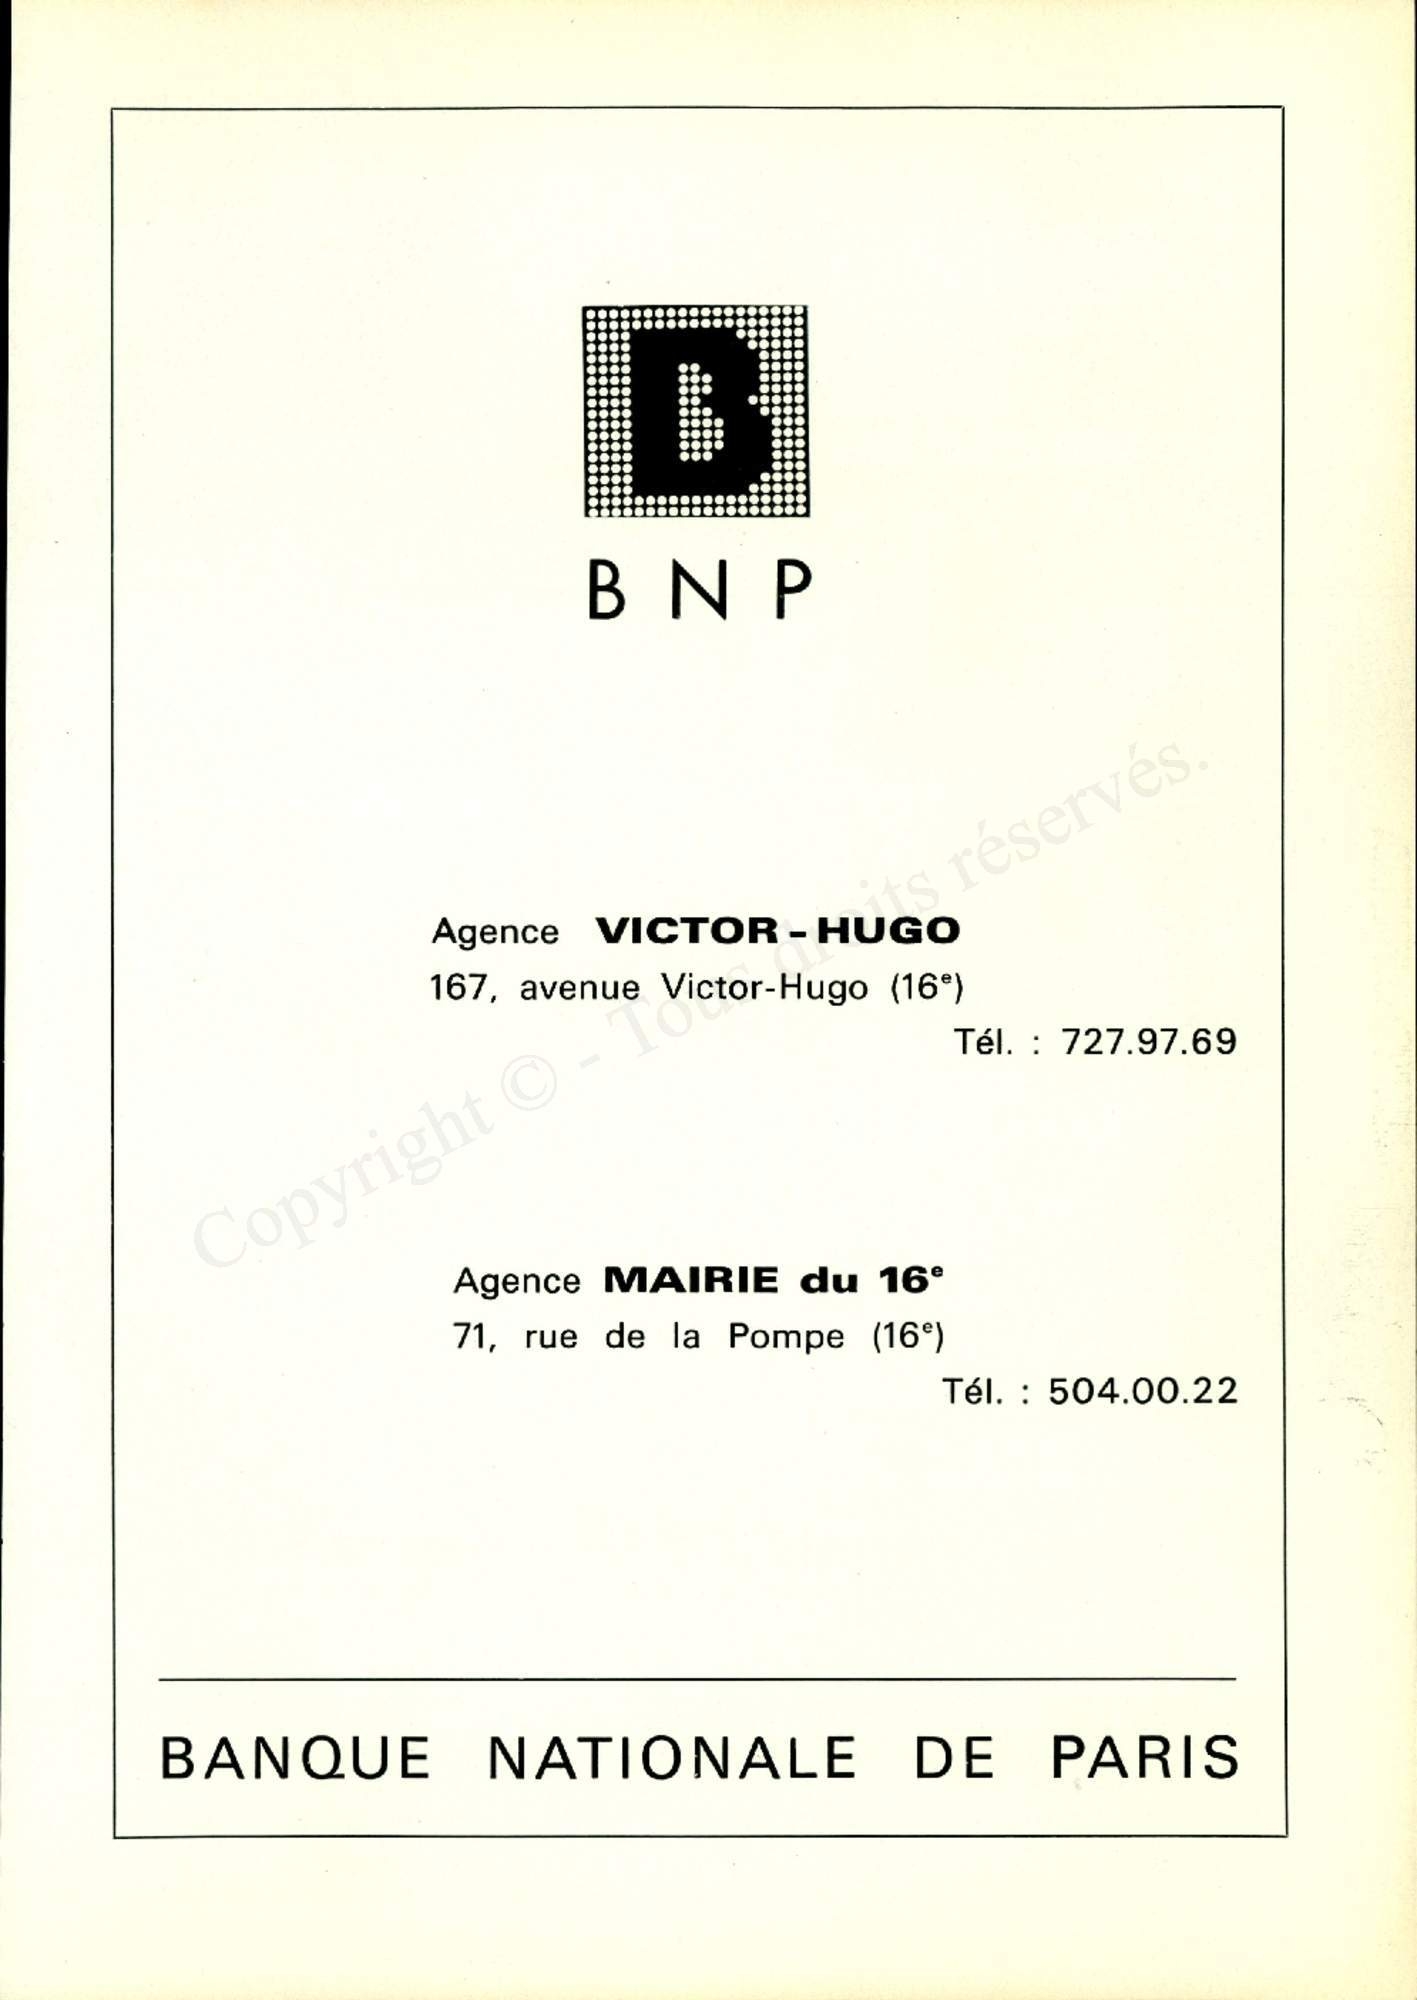 B
B N P
Agence VICTOR-HUGO
167, avenue Victor-Hugo (16e)
Tél. : 727.97.69
Agence MAIRIE du 16e
71, rue de la Pompe (16e)
Tél. : 504.00.22
BANQUE NATIONALE DE PARIS
Copyright © - Tous droits réservés.